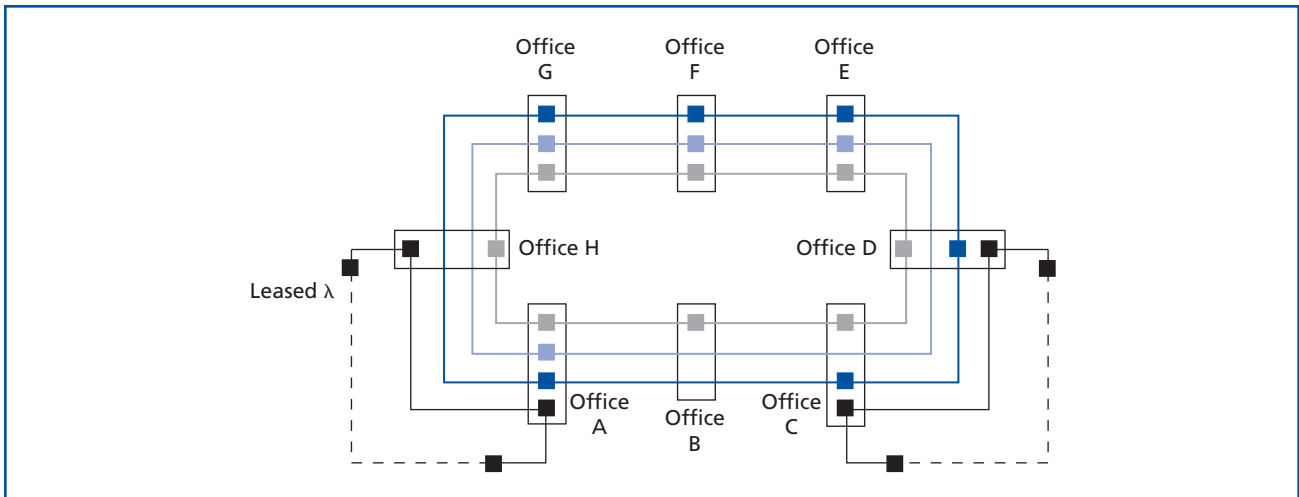 Office
G
Office
F
Office
E
Office H
Office D
Leased λ
Office
A
Office
B
Office
C